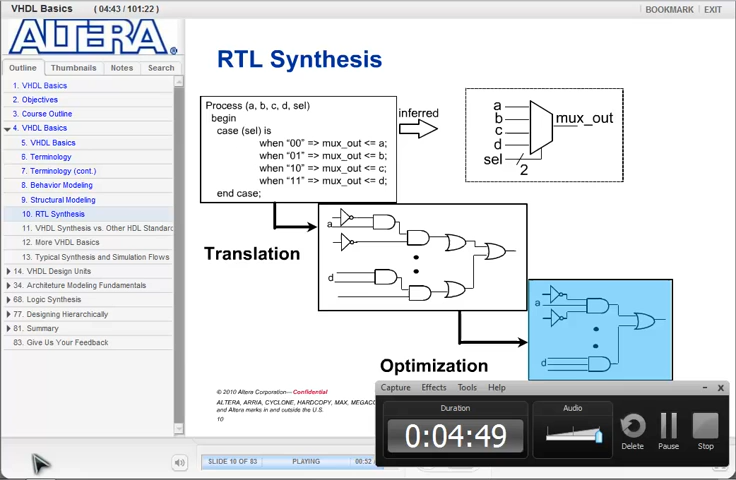 VHDL Basics ( 04:43 / 101:22 )
BOOKMARK EXIT
ALTERA
®
Outline Thumbnails Notes Search
1. VHDL Basics
2. Objectives
3. Course Outline
4. VHDL Basics
5. VHDL Basics
6. Terminology
7. Terminology (cont.)
8. Behavior Modeling
9. Structural Modeling
10. RTL Synthesis
11. VHDL Synthesis vs. Other HDL Standard
12. More VHDL Basics
13. Typical Synthesis and Simulation Flows
14. VHDL Design Units
34. Architecture Modeling Fundamentals
68. Logic Synthesis
77. Designing Hierarchically
81. Summary
83. Give Us Your Feedback
RTL Synthesis
Process (a, b, c, d, sel)
begin
case (sel) is
when “00” => mux_out <= a;
when “01” => mux_out <= b;
when “10” => mux_out <= c;
when “11” => mux_out <= d;
end case;
inferred
a
b
c
d
sel
2
mux_out
Translation
a
d
Optimization
a
d
© 2010 Altera Corporation—Confidential
ALTERA, ARRIA, CYCLONE, HARDCOPY, MAX, MEGACO
and Altera marks in and outside the U.S.
10
SLIDE 10 OF 83 PLAYING 00:52
Capture Effects Tools Help
Duration
0:04:49
Audio
Delete Pause Stop